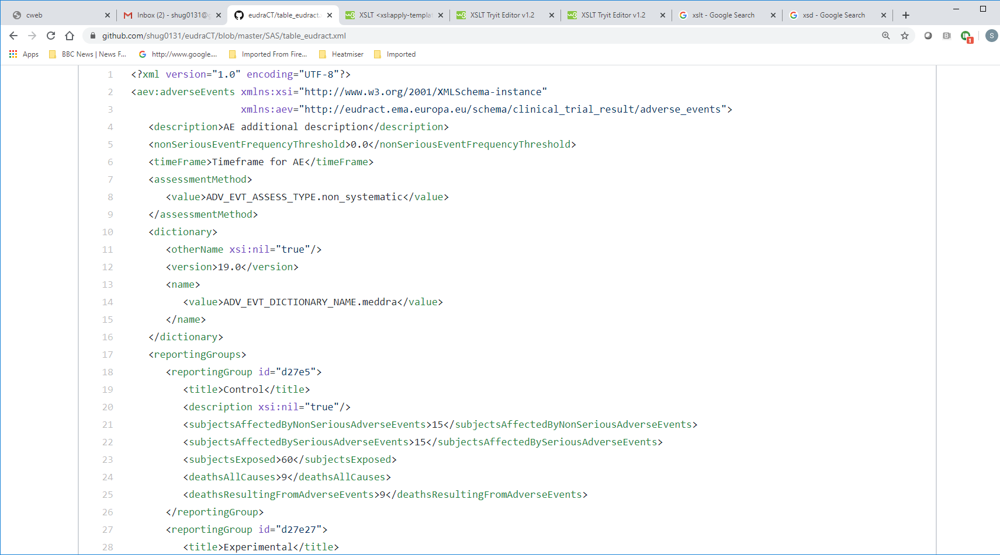 cweb
Inbox (2) - shug0131@g
eudraCT/table_eudract.x
XSLT <xsl:apply-templat
XSLT Tryit Editor v1.2
XSLT Tryit Editor v1.2
xslt - Google Search
xsd - Google Search
github.com/shug0131/eudraCT/blob/master/SAS/table_eudract.xml
1
S
Apps
BBC News | News F...
http://www.google....
Imported From Fire...
Heatmiser
Imported
1 <?xml version="1.0" encoding="UTF-8"?>
2 <aev:adverseEvents xmlns:xsi="http://www.w3.org/2001/XMLSchema-instance"
3 xmlns:aev="http://eudract.ema.europa.eu/schema/clinical_trial_result/adverse_events">
4 <description>AE additional description</description>
5 <nonSeriousEventFrequencyThreshold>0.0</nonSeriousEventFrequencyThreshold>
6 <timeFrame>Timeframe for AE</timeFrame>
7 <assessmentMethod>
8 <value>ADV_EVT_ASSESS_TYPE.non_systematic</value>
9 </assessmentMethod>
10 <dictionary>
11 <otherName xsi:nil="true"/>
12 <version>19.0</version>
13 <name>
14 <value>ADV_EVT_DICTIONARY_NAME.meddra</value>
15 </name>
16 </dictionary>
17 <reportingGroups>
18 <reportingGroup id="d27e5">
19 <title>Control</title>
20 <description xsi:nil="true"/>
21 <subjectsAffectedByNonSeriousAdverseEvents>15</subjectsAffectedByNonSeriousAdverseEvents>
22 <subjectsAffectedBySeriousAdverseEvents>15</subjectsAffectedBySeriousAdverseEvents>
23 <subjectsExposed>60</subjectsExposed>
24 <deathsAllCauses>9</deathsAllCauses>
25 <deathsResultingFromAdverseEvents>9</deathsResultingFromAdverseEvents>
26 </reportingGroup>
27 <reportingGroup id="d27e27">
28 <title>Experimental</title>